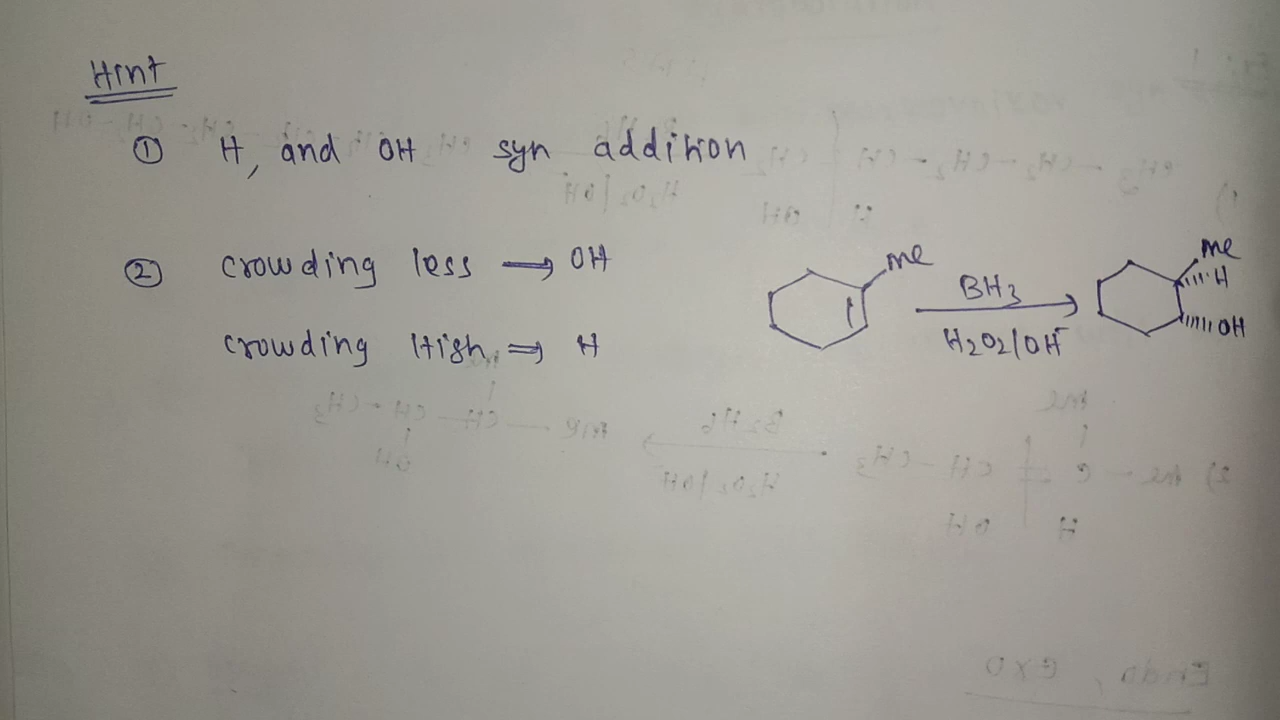 Hint
① H, and OH syn addition
② crowding less → OH
crowding High ⇒ H
me
BH3
H2O2/OH⁻
me
H
OH